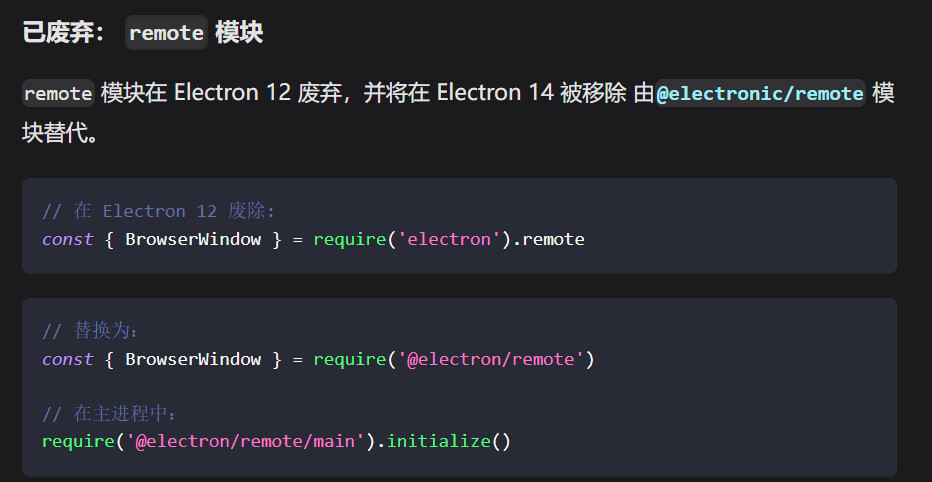 已废弃： remote 模块
remote 模块在 Electron 12 废弃，并将在 Electron 14 被移除 由@electronic/remote 模
块替代。
// 在 Electron 12 废除:
const { BrowserWindow } = require('electron').remote
// 替换为:
const { BrowserWindow } = require('@electron/remote')
// 在主进程中:
require('@electron/remote/main').initialize()